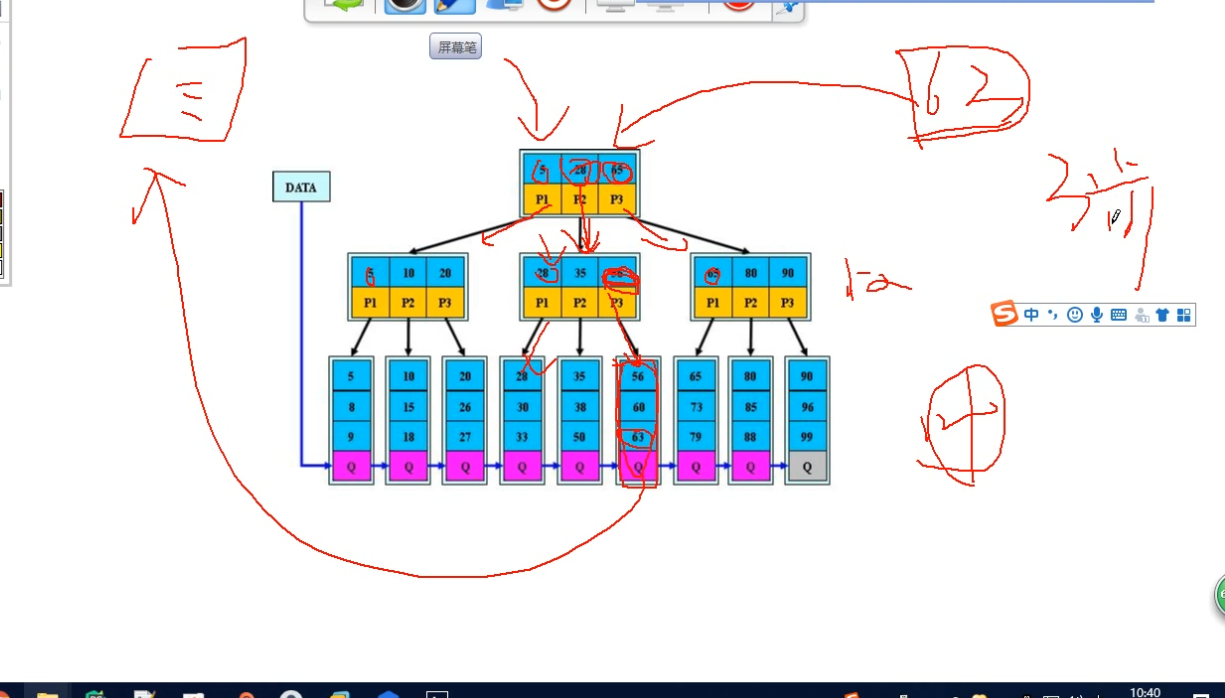 屏幕笔
62
DATA
5 28 65
P1 P2 P3
5 10 20
P1 P2 P3
28 35 56
P1 P2 P3
65 80 90
P1 P2 P3
5 10 20 28 35 56 65 80 90
8 15 26 30 38 60 73 85 96
9 18 27 33 50 63 79 88 99
Q Q Q Q Q Q Q Q Q
中
10:40